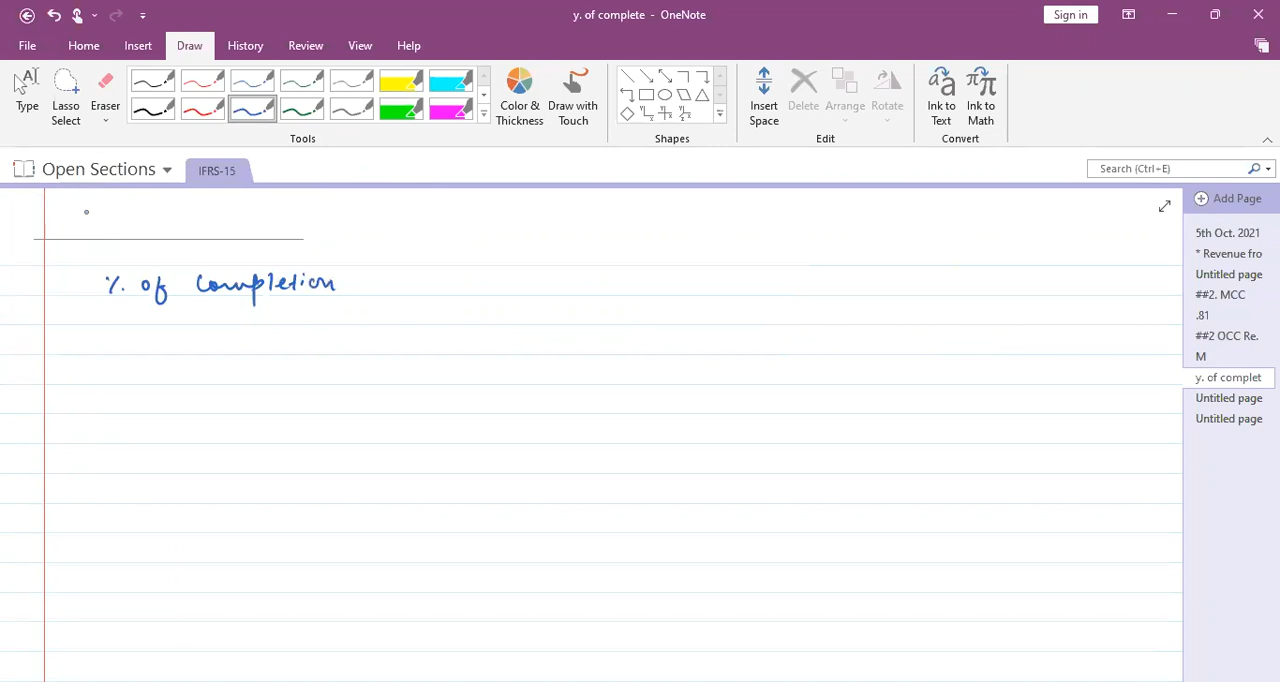 y. of complete - OneNote
Sign in
File Home Insert Draw History Review View Help
Type
Lasso Select
Eraser
Color & Thickness
Draw with Touch
Insert Space
Delete
Arrange
Rotate
Ink to Text
Ink to Math
Tools
Shapes
Edit
Convert
Open Sections
IFRS-15
Search (Ctrl+E)
Add Page
% of completion
5th Oct. 2021
* Revenue fro
Untitled page
##2. MCC
.81
##2 OCC Re.
M
y. of complet
Untitled page
Untitled page